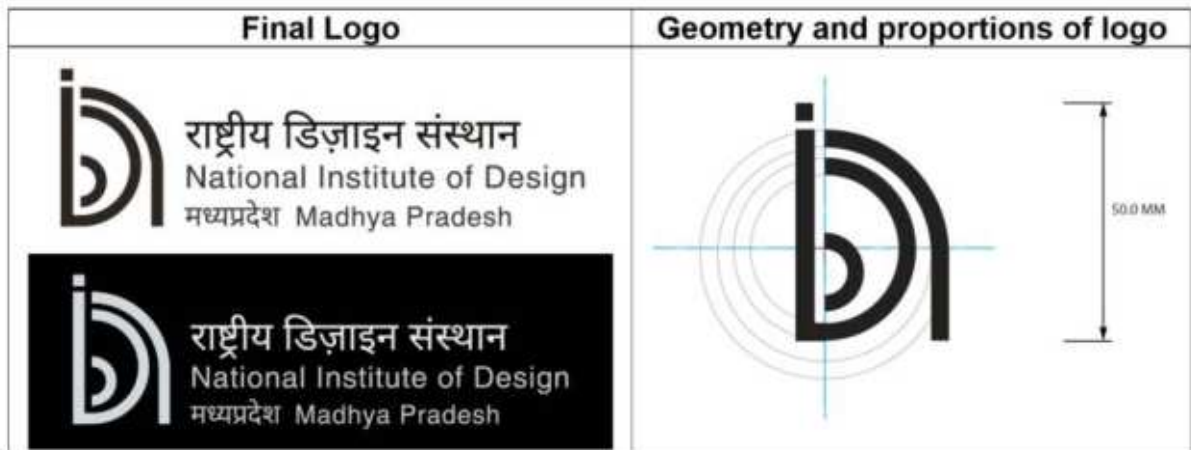 Final Logo
Geometry and proportions of logo
राष्ट्रीय डिज़ाइन संस्थान
National Institute of Design
मध्यप्रदेश Madhya Pradesh
राष्ट्रीय डिज़ाइन संस्थान
National Institute of Design
मध्यप्रदेश Madhya Pradesh
50.0 MM